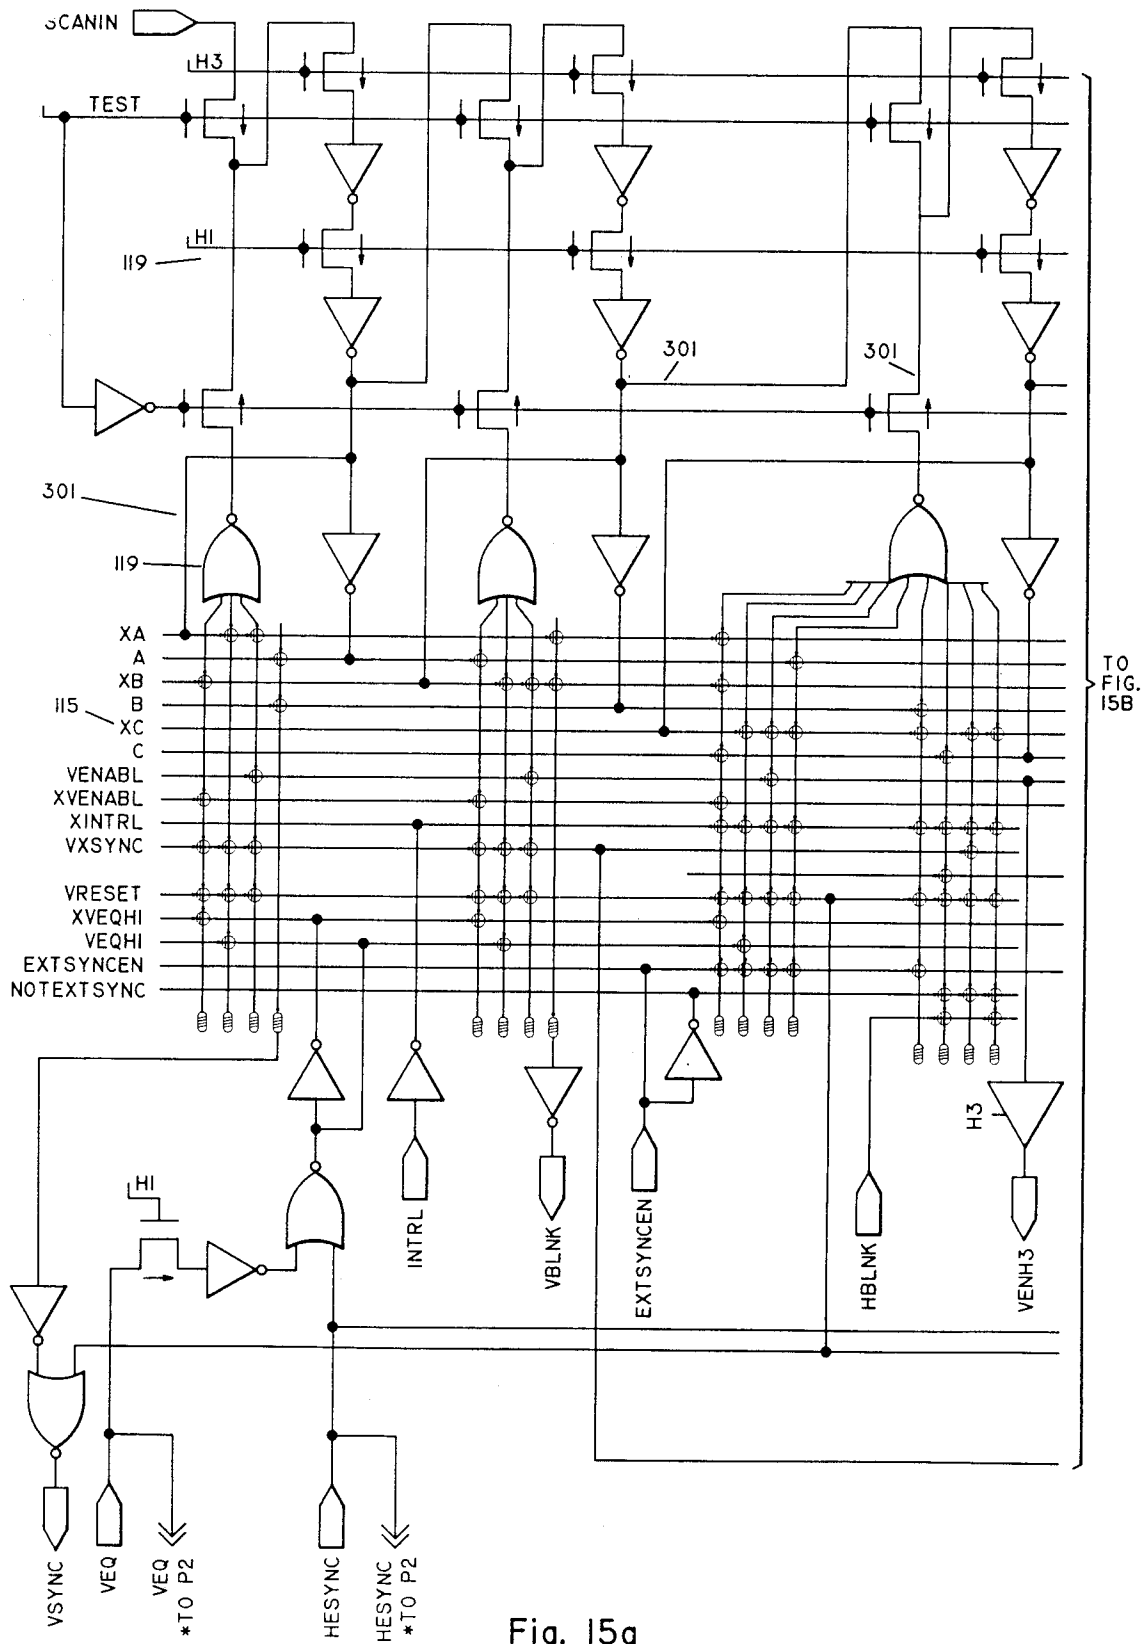 SCANIN
H3
TEST
H1
119
301
301
301
119
XA
A
XB
B
115
XC
C
VENABL
XVENABL
XINTRL
VXSYNC
VRESET
XVEQHI
VEQHI
EXTSYNCEN
NOTEXTSYNC
TO
FIG.
15B
H3
H1
INTRL
VBLNK
EXTSYNCEN
HBLNK
VENH3
VSYNC
VEQ
VEQ
*TO P2
HESYNC
HESYNC
*TO P2
Fig. 15a